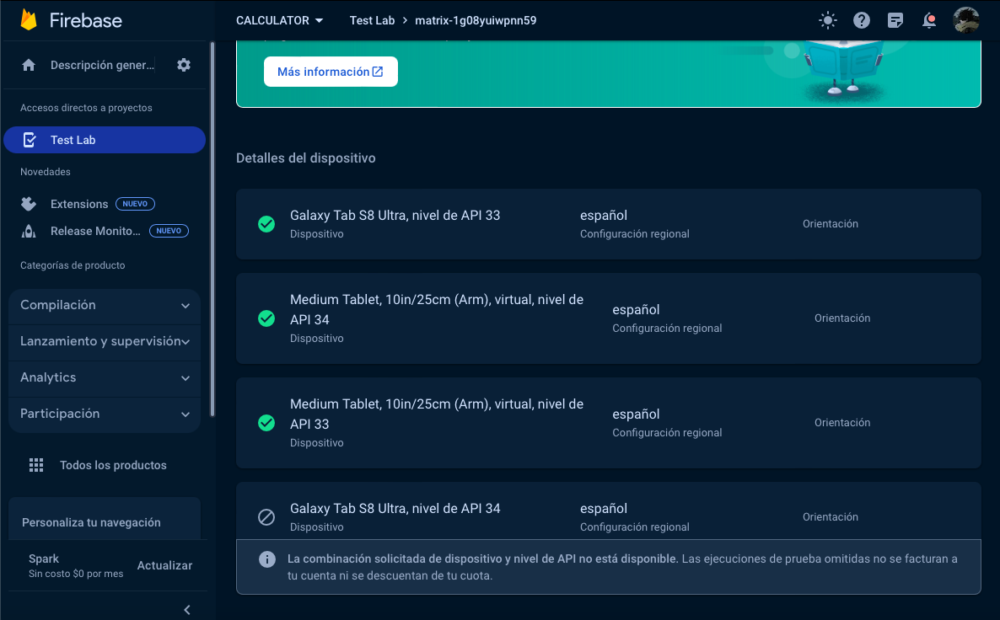 Firebase
CALCULATOR
Test Lab > matrix-1g08yuiwpnn59
Descripción gener...
Accesos directos a proyectos
Test Lab
Novedades
Extensions NUEVO
Release Monito... NUEVO
Categorías de producto
Compilación
Lanzamiento y supervisión
Analytics
Participación
Todos los productos
Personaliza tu navegación
Spark
Sin costo $0 por mes
Actualizar
Más información
Detalles del dispositivo
Galaxy Tab S8 Ultra, nivel de API 33
Dispositivo
español
Configuración regional
Orientación
Medium Tablet, 10in/25cm (Arm), virtual, nivel de
API 34
Dispositivo
español
Configuración regional
Orientación
Medium Tablet, 10in/25cm (Arm), virtual, nivel de
API 33
Dispositivo
español
Configuración regional
Orientación
Galaxy Tab S8 Ultra, nivel de API 34
Dispositivo
español
Configuración regional
Orientación
La combinación solicitada de dispositivo y nivel de API no está disponible. Las ejecuciones de prueba omitidas no se facturan a
tu cuenta ni se descuentan de tu cuota.